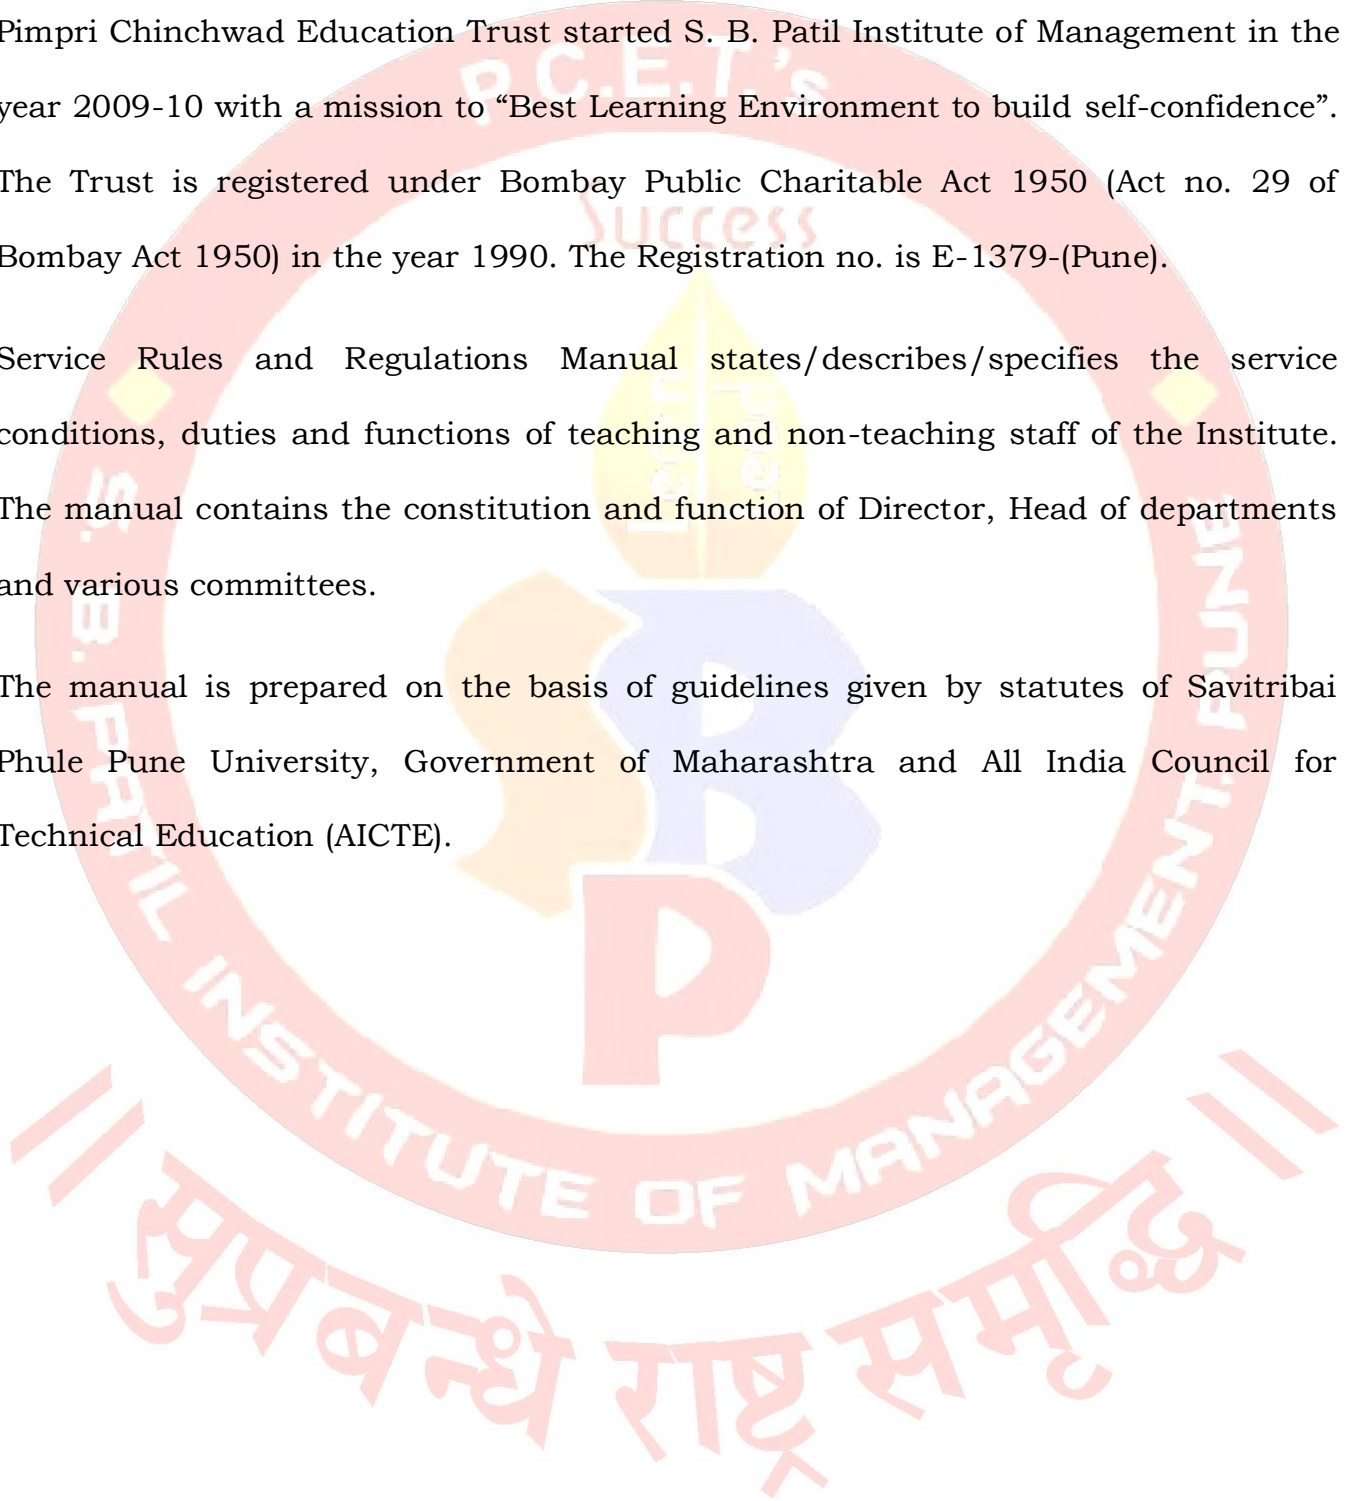 Pimpri Chinchwad Education Trust started S. B. Patil Institute of Management in the
year 2009-10 with a mission to “Best Learning Environment to build self-confidence”.
The Trust is registered under Bombay Public Charitable Act 1950 (Act no. 29 of
Bombay Act 1950) in the year 1990. The Registration no. is E-1379-(Pune).
Service Rules and Regulations Manual states/describes/specifies the service
conditions, duties and functions of teaching and non-teaching staff of the Institute.
The manual contains the constitution and function of Director, Head of departments
and various committees.
The manual is prepared on the basis of guidelines given by statutes of Savitribai
Phule Pune University, Government of Maharashtra and All India Council for
Technical Education (AICTE).
P.C.E.T.'s
Success
Learn
Lead
S. B. PATIL INSTITUTE OF MANAGEMENT. PUNE
SBP
॥ सुप्रबन्धे राष्ट्र समृद्धि ॥